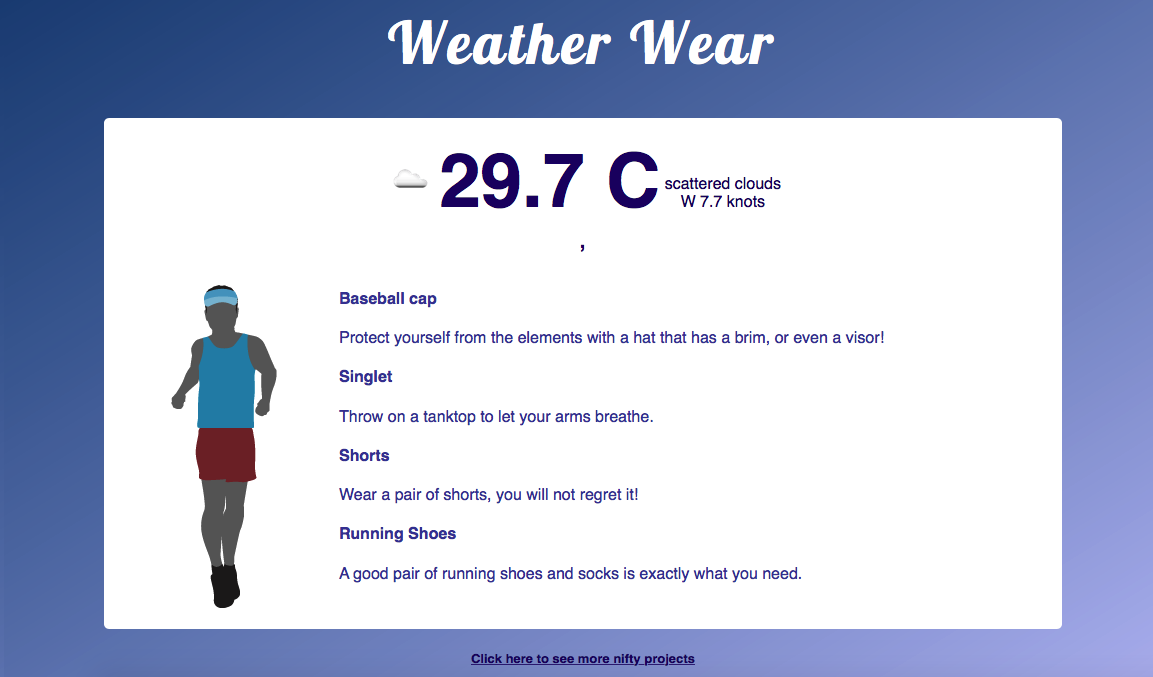 Weather Wear
29.7 C
scattered clouds
W 7.7 knots
,
Baseball cap
Protect yourself from the elements with a hat that has a brim, or even a visor!
Singlet
Throw on a tanktop to let your arms breathe.
Shorts
Wear a pair of shorts, you will not regret it!
Running Shoes
A good pair of running shoes and socks is exactly what you need.
Click here to see more nifty projects